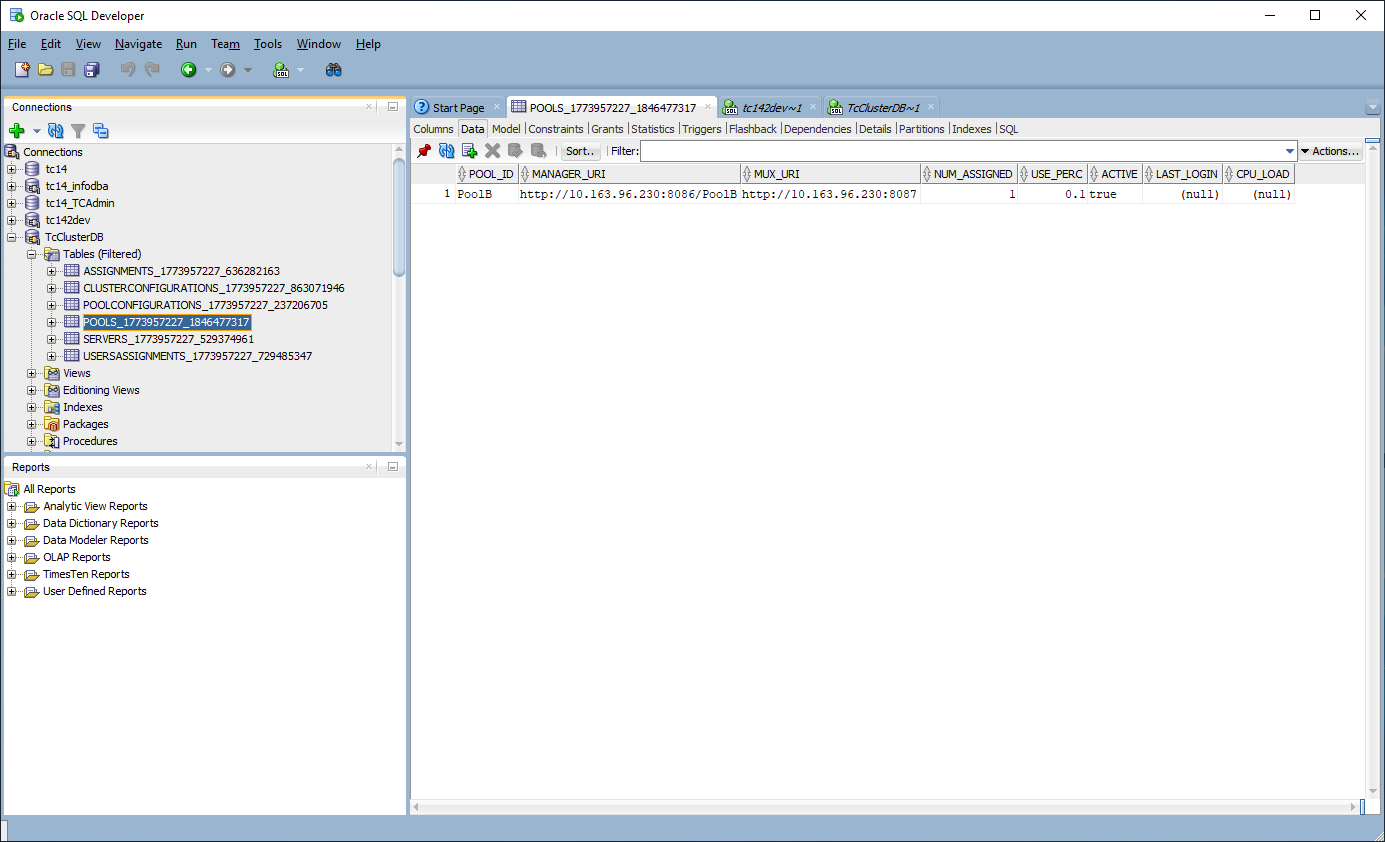 Oracle SQL Developer
File Edit View Navigate Run Team Tools Window Help
Connections
Connections
tc14
tc14_infodba
tc14_TCAdmin
tc142dev
TcClusterDB
Tables (Filtered)
ASSIGNMENTS_1773957227_636282163
CLUSTERCONFIGURATIONS_1773957227_863071946
POOLCONFIGURATIONS_1773957227_237206705
POOLS_1773957227_1846477317
SERVERS_1773957227_529374961
USERSASSIGNMENTS_1773957227_729485347
Views
Editioning Views
Indexes
Packages
Procedures
Reports
All Reports
Analytic View Reports
Data Dictionary Reports
Data Modeler Reports
OLAP Reports
TimesTen Reports
User Defined Reports
Start Page POOLS_1773957227_1846477317 tc142dev~1 TcClusterDB~1
Columns Data Model Constraints Grants Statistics Triggers Flashback Dependencies Details Partitions Indexes SQL
Sort.. Filter: Actions...
POOL_ID MANAGER_URI MUX_URI NUM_ASSIGNED USE_PERC ACTIVE LAST_LOGIN CPU_LOAD
1 PoolB http://10.163.96.230:8086/PoolB http://10.163.96.230:8087 1 0.1 true (null) (null)